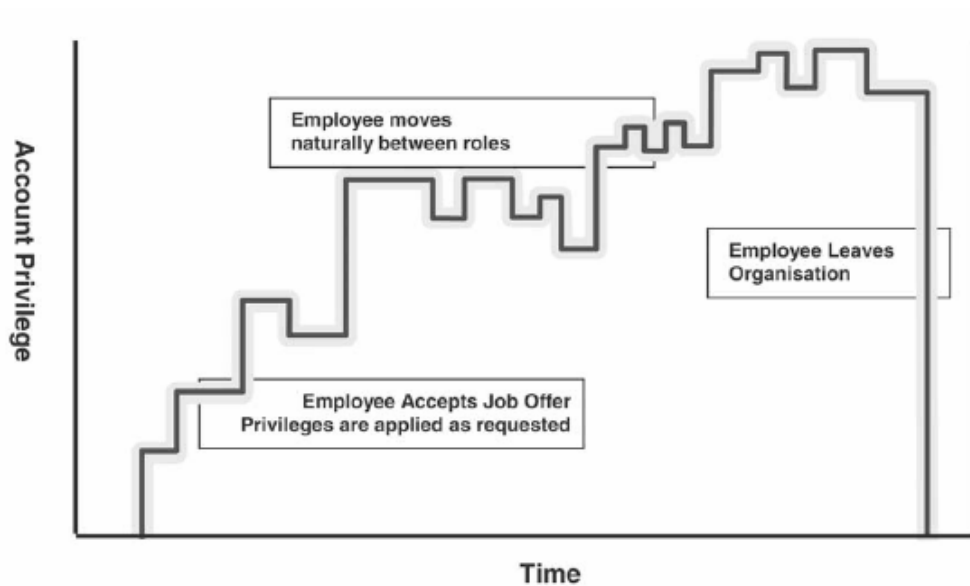 Employee moves
naturally between roles
Account Privilege
Employee Leaves
Organisation
Employee Accepts Job Offer
Privileges are applied as requested
Time